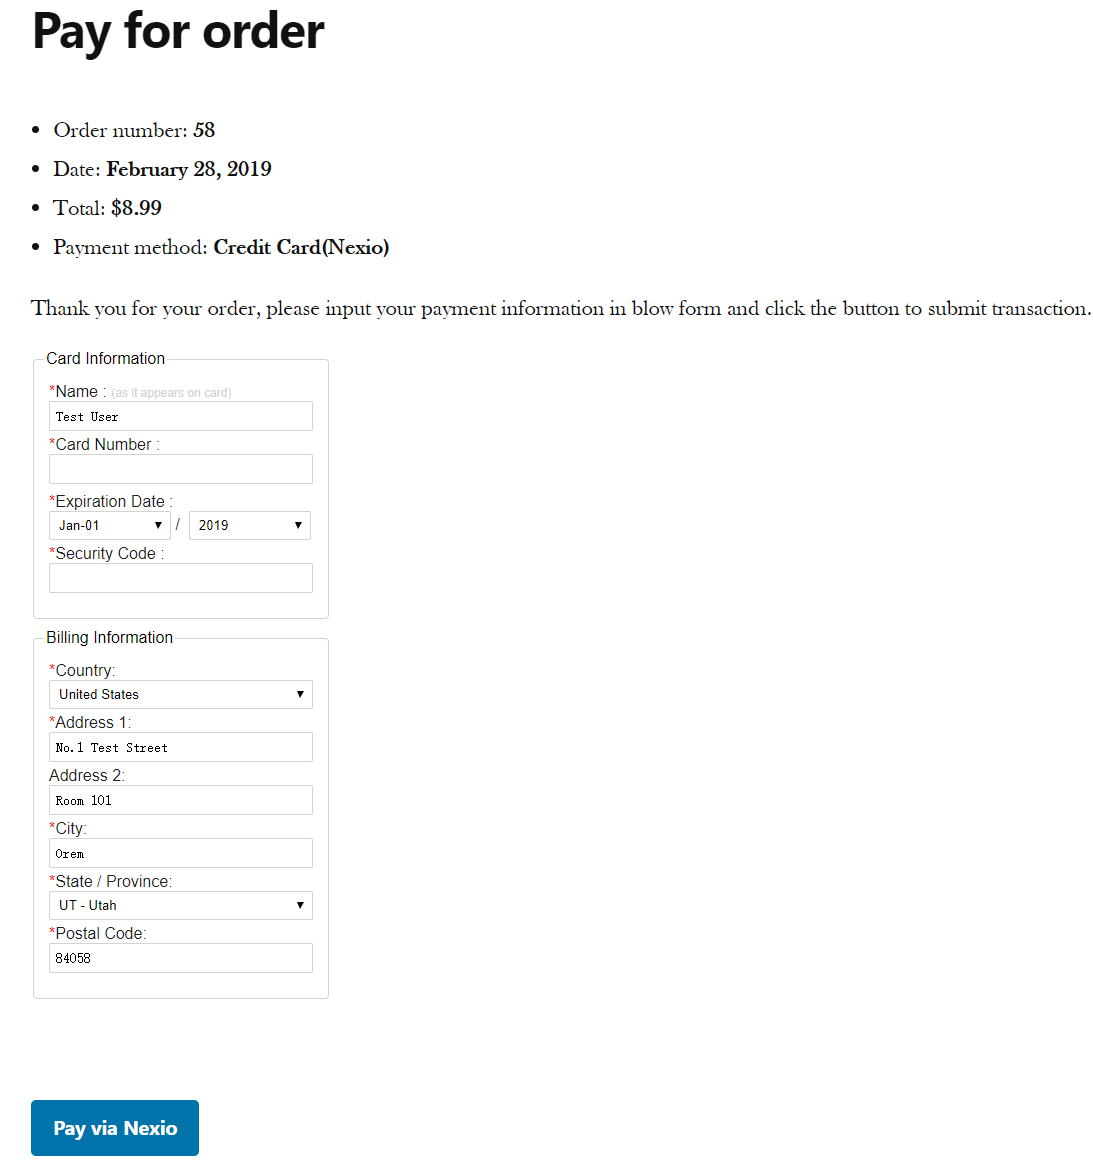 Pay for order
• Order number: 58
• Date: February 28, 2019
• Total: $8.99
• Payment method: Credit Card(Nexio)
Thank you for your order, please input your payment information in blow form and click the button to submit transaction.
Card Information
*Name : (as it appears on card)
Test User
*Card Number :
*Expiration Date :
Jan-01 / 2019
*Security Code :
Billing Information
*Country:
United States
*Address 1:
No.1 Test Street
Address 2:
Room 101
*City:
Orem
*State / Province:
UT - Utah
*Postal Code:
84058
Pay via Nexio